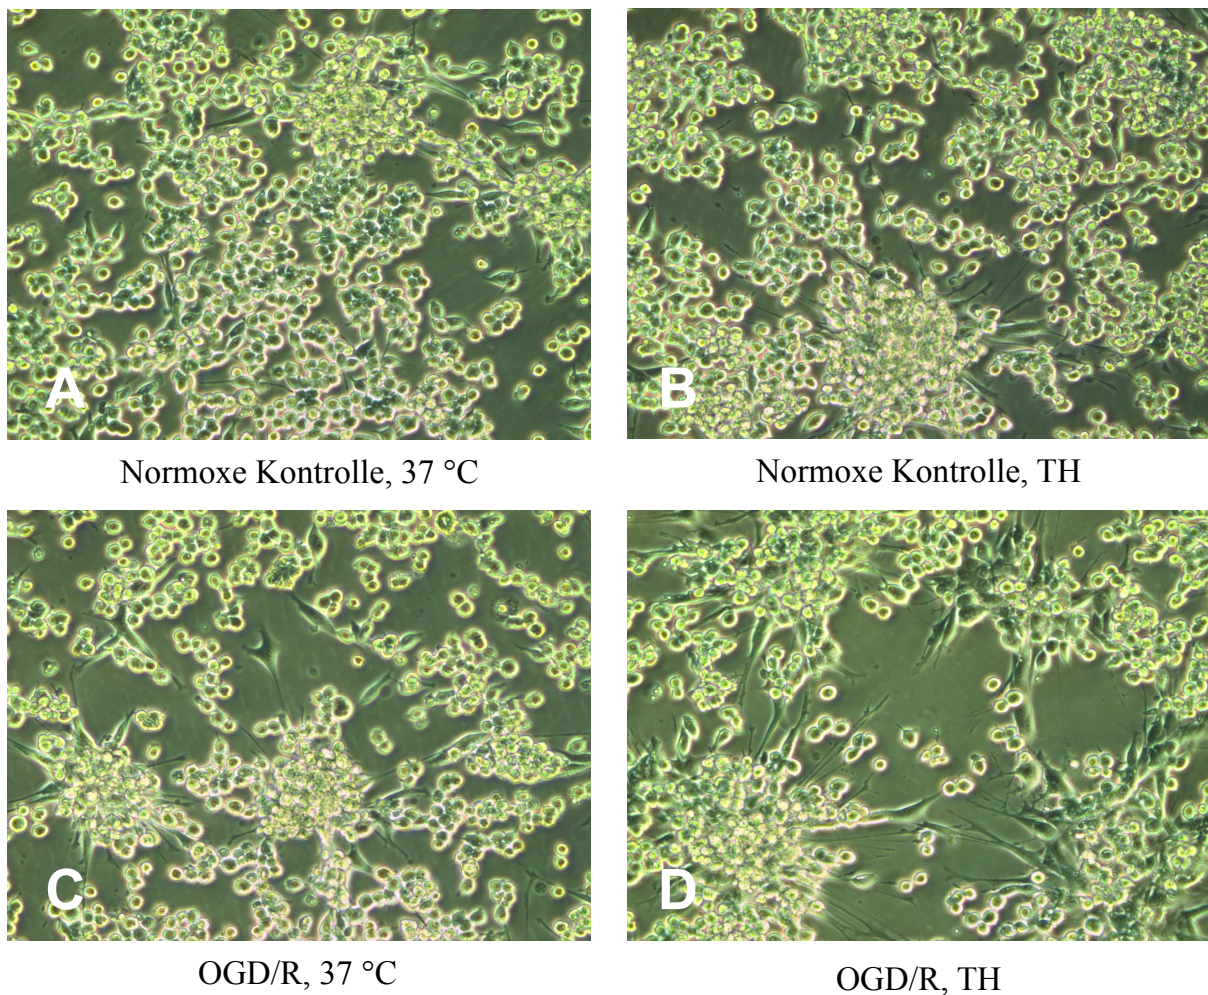 A
B
Normoxe Kontrolle, 37 °C
Normoxe Kontrolle, TH
C
D
OGD/R, 37 °C
OGD/R, TH